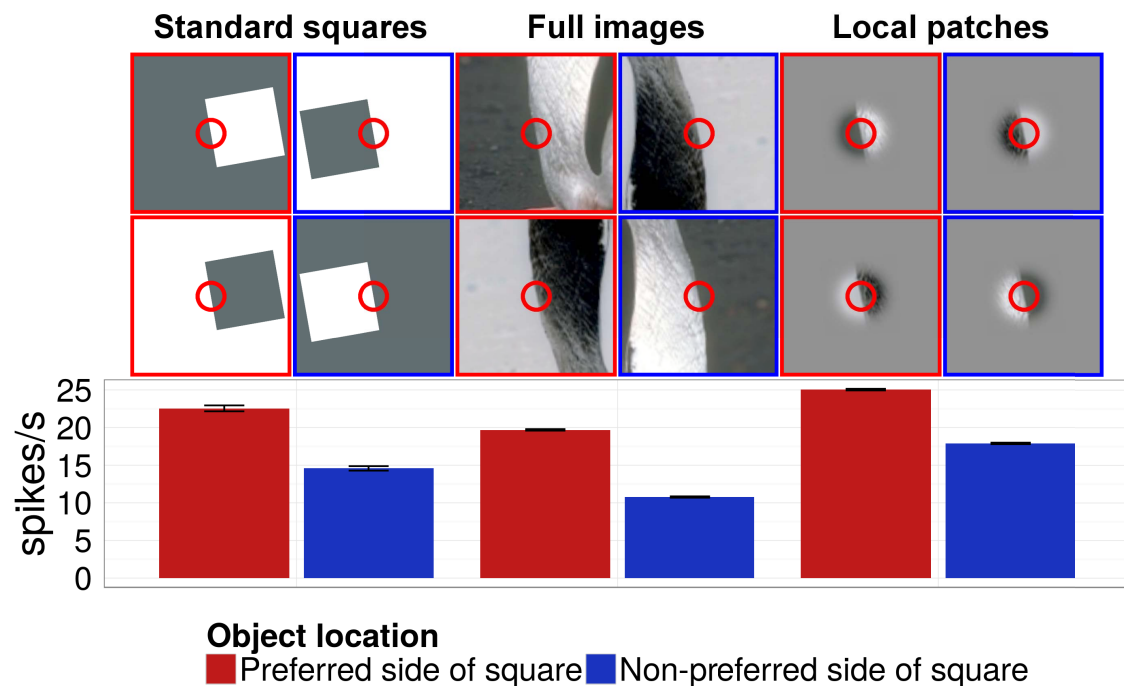 Standard squares Full images Local patches
25
20
15
10
5
0
spikes/s
Object location
Preferred side of square Non-preferred side of square